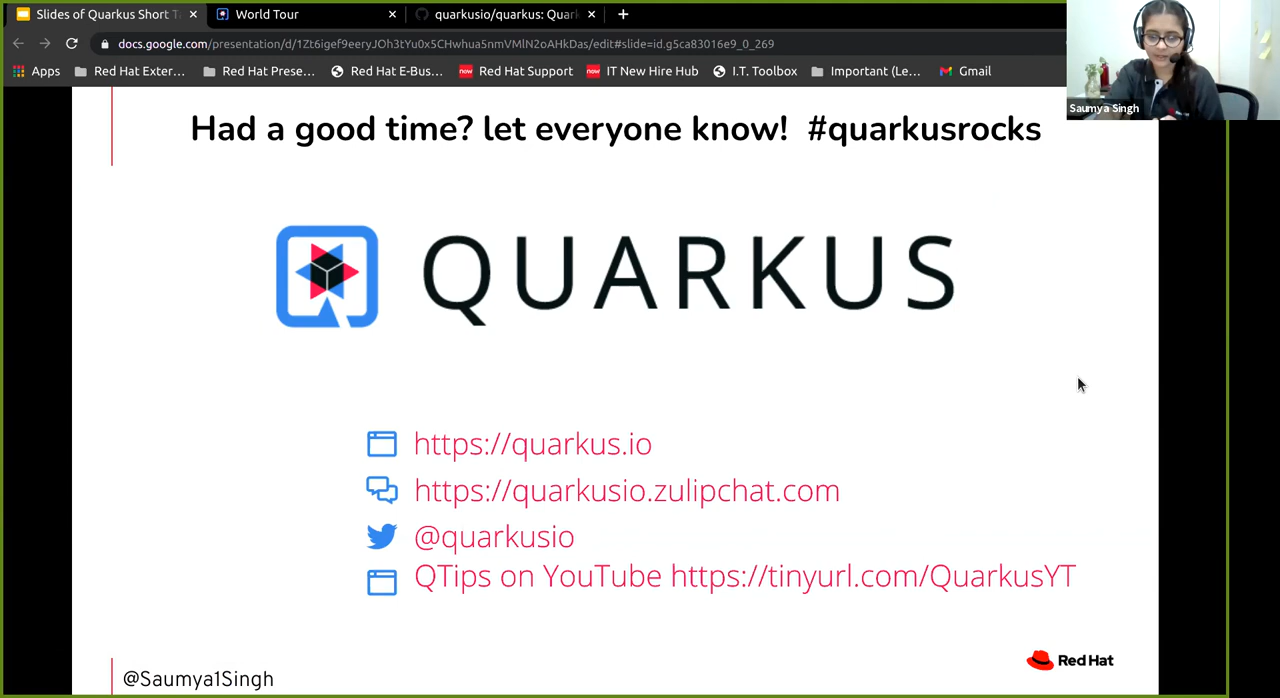 Slides of Quarkus Short T
World Tour
quarkusio/quarkus: Quark
docs.google.com/presentation/d/1Zt6igef9eeryJOh3tYu0x5CHwhua5nmVMlN2oAHkDas/edit#slide=id.g5ca83016e9_0_269
Apps
Red Hat Exter...
Red Hat Prese...
Red Hat E-Bus...
now
Red Hat Support
now
IT New Hire Hub
I.T. Toolbox
Important (Le...
Gmail
Saumya Singh
Had a good time? let everyone know! #quarkusrocks
QUARKUS
https://quarkus.io
https://quarkusio.zulipchat.com
@quarkusio
QTips on YouTube https://tinyurl.com/QuarkusYT
@Saumya1Singh
Red Hat